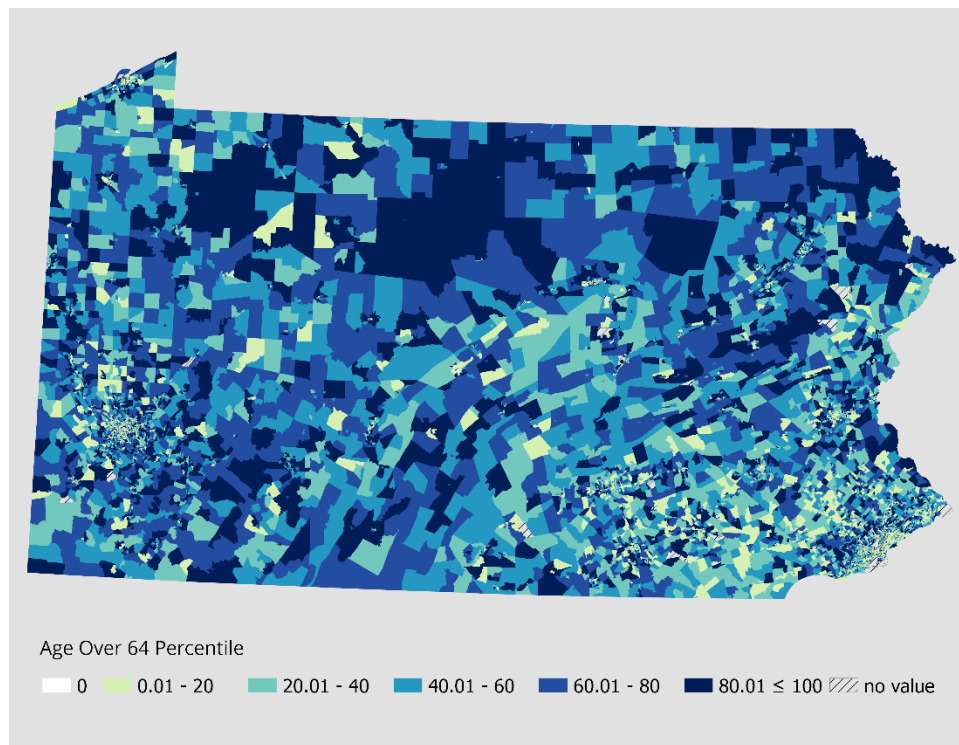 Age Over 64 Percentile
0 0.01 - 20 20.01 - 40 40.01 - 60 60.01 - 80 80.01 ≤ 100 no value